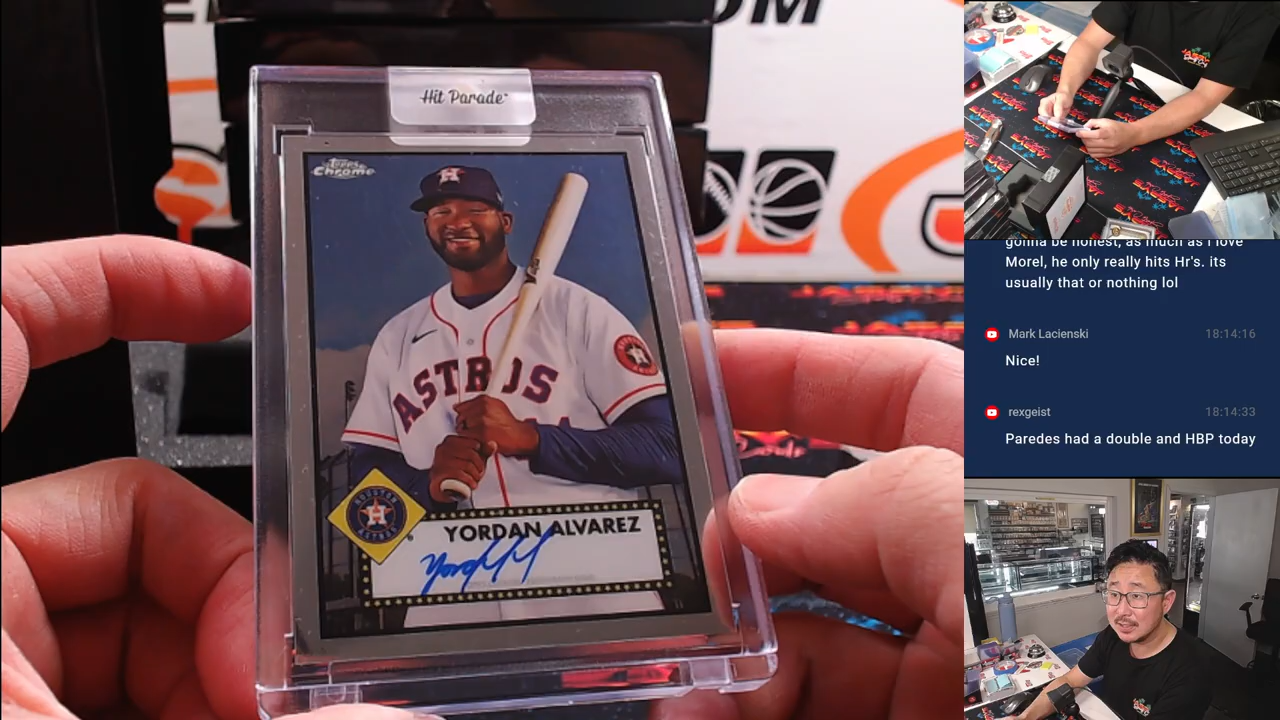 Hit Parade
Topps
Chrome
ASTROS
HOUSTON
YORDAN ALVAREZ
gonna be honest, as much as I love
Morel, he only really hits Hr's. its
usually that or nothing lol
Mark Lacienski 18:14:16
Nice!
rexgeist 18:14:33
Paredes had a double and HBP today